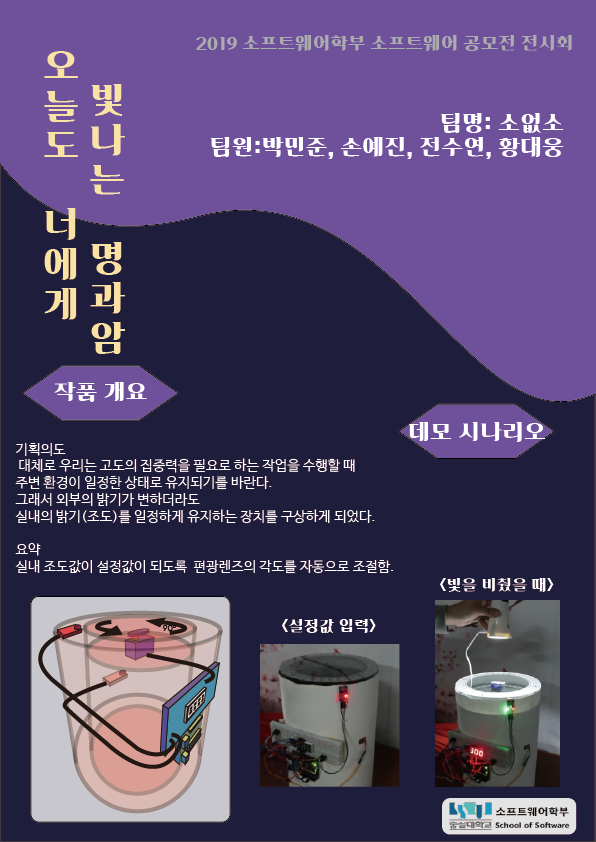 2019 소프트웨어학부 소프트웨어 공모전 전시회
오늘도 너에게
빛나는 명과암
팀명: 소없소
팀원:박민준, 손예진, 전수연, 황대웅
작품 개요
데모 시나리오
기획의도
대체로 우리는 고도의 집중력을 필요로 하는 작업을 수행할 때
주변 환경이 일정한 상태로 유지되기를 바란다.
그래서 외부의 밝기가 변하더라도
실내의 밝기(조도)를 일정하게 유지하는 장치를 구상하게 되었다.
요약
실내 조도값이 설정값이 되도록 편광렌즈의 각도를 자동으로 조절함.
<빛을 비췄을 때>
<설정값 입력>
90°
300
숭실대학교
소프트웨어학부
School of Software